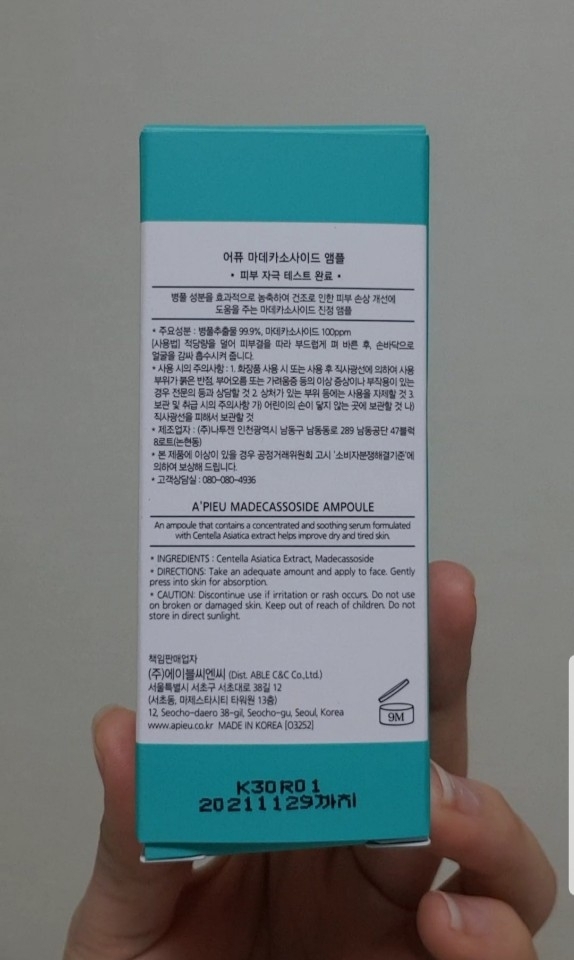 어퓨 마데카소사이드 앰플
• 피부 자극 테스트 완료 •
병풀 성분을 효과적으로 농축하여 건조로 인한 피부 손상 개선에
도움을 주는 마데카소사이드 진정 앰플
• 주요성분 : 병풀추출물 99.9%, 마데카소사이드 100ppm
[사용법] 적당량을 덜어 피부결을 따라 부드럽게 펴 바른 후, 손바닥으로
얼굴을 감싸 흡수시켜 줍니다.
• 사용 시의 주의사항 : 1. 화장품 사용 시 또는 사용 후 직사광선에 의하여 사용
부위가 붉은 반점, 부어오름 또는 가려움증 등의 이상 증상이나 부작용이 있는
경우 전문의 등과 상담할 것 2. 상처가 있는 부위 등에는 사용을 자제할 것 3.
보관 및 취급 시의 주의사항 가) 어린이의 손이 닿지 않는 곳에 보관할 것 나)
직사광선을 피해서 보관할 것
• 제조업자 : (주)나투젠 인천광역시 남동구 남동동로 289 남동공단 47블럭
8로트(논현동)
• 본 제품에 이상이 있을 경우 공정거래위원회 고시 '소비자분쟁해결기준'에
의하여 보상해 드립니다.
• 고객상담실 : 080-080-4936
A'PIEU MADECASSOSIDE AMPOULE
An ampoule that contains a concentrated and soothing serum formulated
with Centella Asiatica extract helps improve dry and tired skin.
• INGREDIENTS : Centella Asiatica Extract, Madecassoside
• DIRECTIONS: Take an adequate amount and apply to face. Gently
press into skin for absorption.
• CAUTION: Discontinue use if irritation or rash occurs. Do not use
on broken or damaged skin. Keep out of reach of children. Do not
store in direct sunlight.
책임판매업자
(주)에이블씨엔씨 (Dist. ABLE C&C Co.,Ltd.)
서울특별시 서초구 서초대로 38길 12
(서초동, 마제스타시티 타워원 13층)
12, Seocho-daero 38-gil, Seocho-gu, Seoul, Korea
www.apieu.co.kr MADE IN KOREA [03252]
9M
K30R01
20211129까지